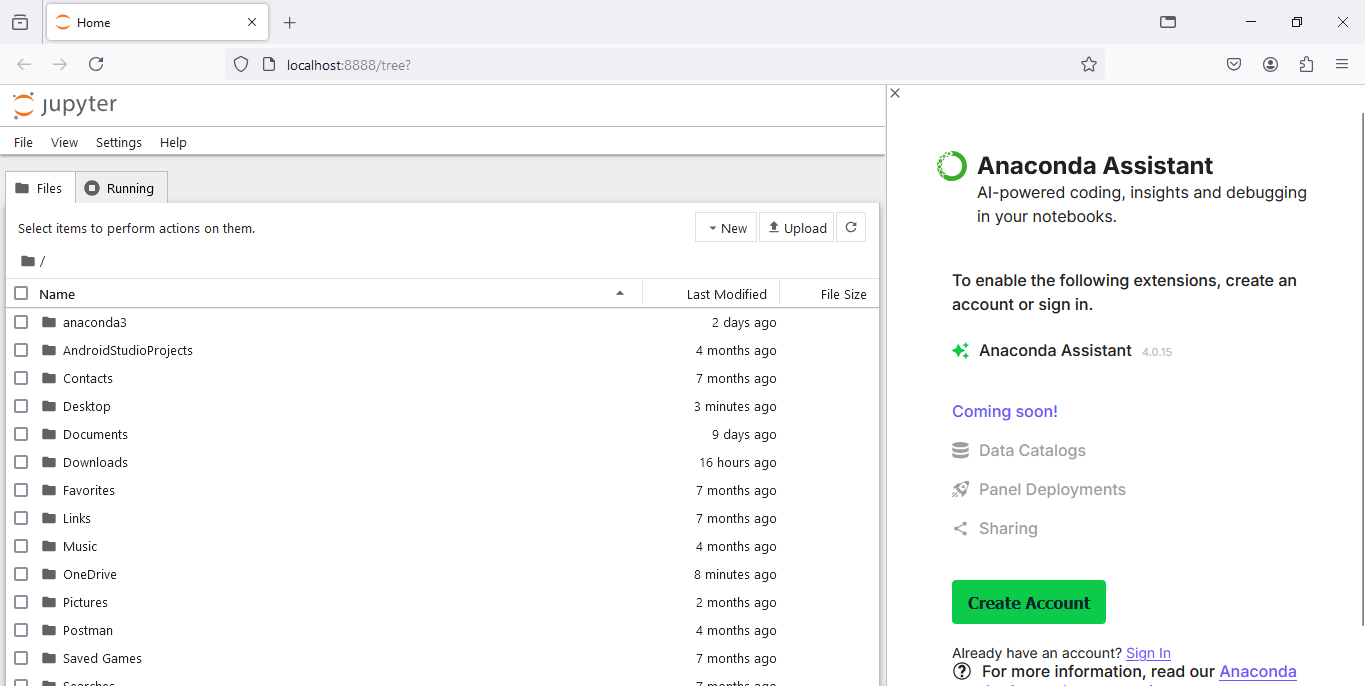 Home
localhost:8888/tree?
jupyter
File View Settings Help
Files Running
Select items to perform actions on them.
New Upload
/
Name Last Modified File Size
anaconda3 2 days ago
AndroidStudioProjects 4 months ago
Contacts 7 months ago
Desktop 3 minutes ago
Documents 9 days ago
Downloads 16 hours ago
Favorites 7 months ago
Links 7 months ago
Music 4 months ago
OneDrive 8 minutes ago
Pictures 2 months ago
Postman 4 months ago
Saved Games 7 months ago
Searches 7 months ago
Anaconda Assistant
AI-powered coding, insights and debugging
in your notebooks.
To enable the following extensions, create an
account or sign in.
Anaconda Assistant 4.0.15
Coming soon!
Data Catalogs
Panel Deployments
Sharing
Create Account
Already have an account? Sign In
For more information, read our Anaconda